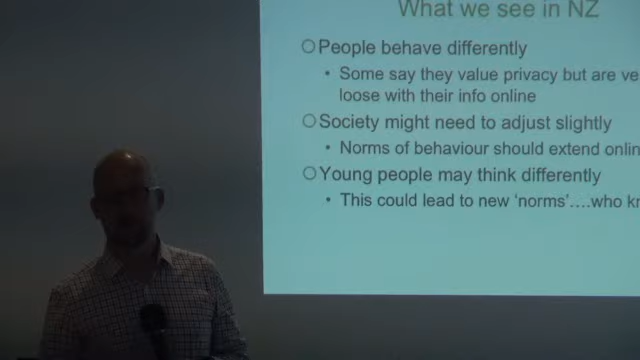 What we see in NZ
People behave differently
Some say they value privacy but are
loose with their info online
Society might need to adjust slightly
Norms of behaviour should extend
Young people may think differently
This could lead to new 'norms'....who